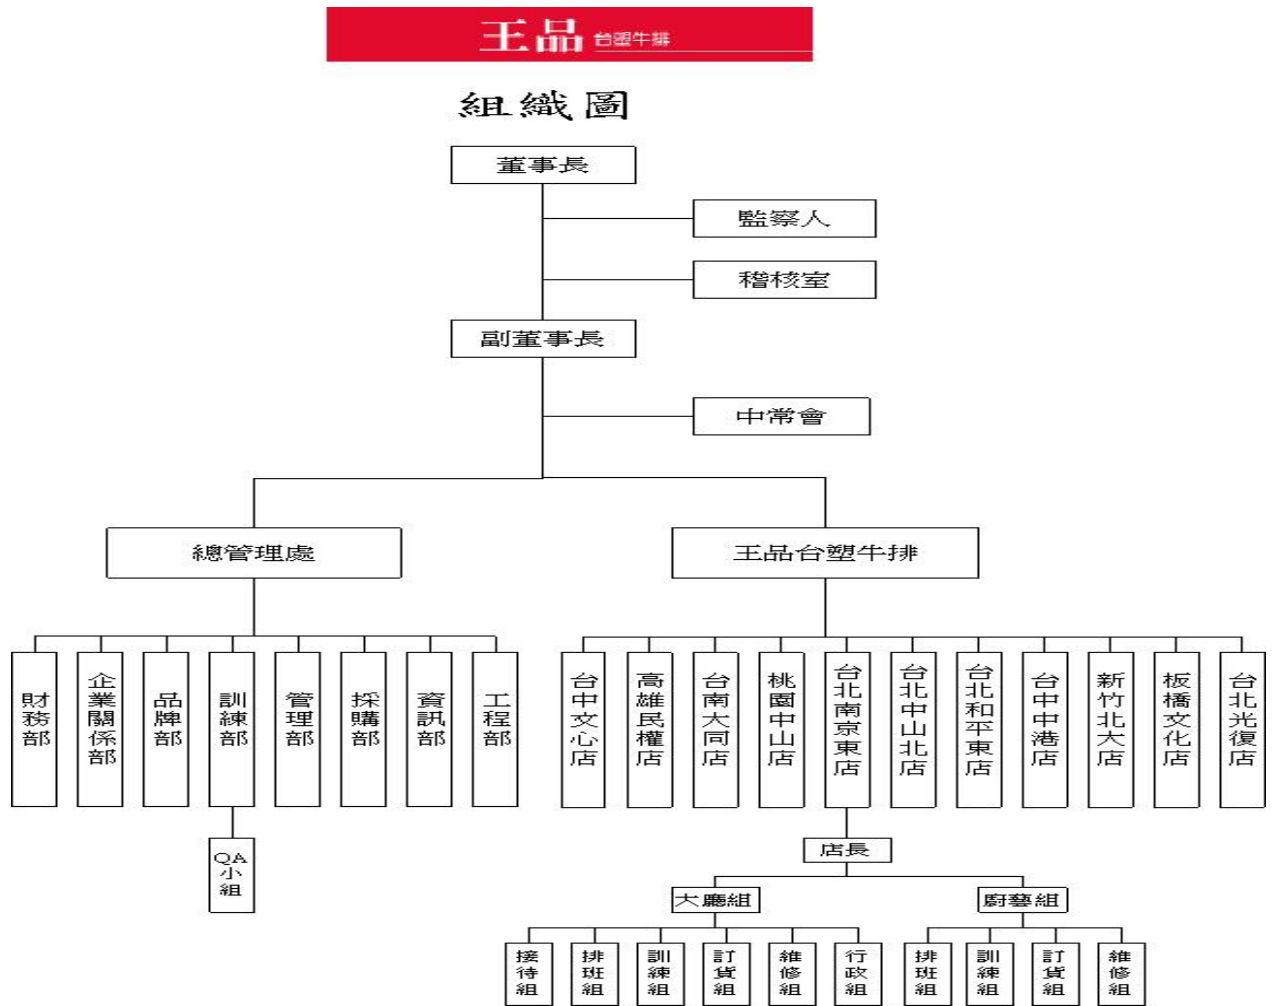 王品 台塑牛排
組織圖
董事長
監察人
稽核室
副董事長
中常會
總管理處
王品台塑牛排
財務部
企業關係部
品牌部
訓練部
管理部
採購部
資訊部
工程部
台中文心店
高雄民權店
台南大同店
桃園中山店
台北南京東店
台北中山北店
台北和平東店
台中中港店
新竹北大店
板橋文化店
台北光復店
QA小組
店長
大廳組
廚藝組
接待組
排班組
訓練組
訂貨組
維修組
行政組
排班組
訓練組
訂貨組
維修組